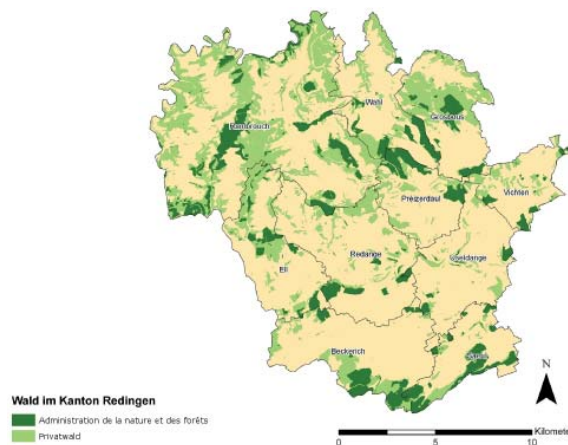 Wahl
Grosbous
Rambrouch
Vichten
Preizerdaul
Redange
Useldange
Ell
Beckerich
Saeul
N
Wald im Kanton Redingen
Administration de la nature et des forêts
Privatwald
Kilometer
0 5 10